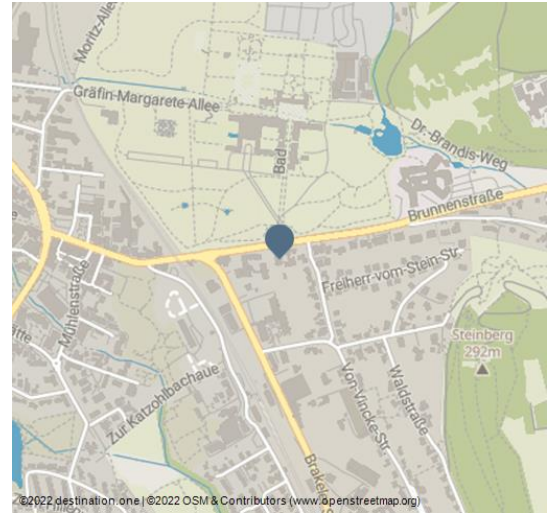 Moritz-Allee
Gräfin-Margarete Allee
Bad
Dr.-Brandis-Weg
Brunnenstraße
Freiherr vom-Stein-Str.
Mühlenstraße
Steinberg
292m
Zur Katzohlbachaue
Von-Vincke-Str.
Waldstraße
©2022 destination.one | ©2022 OSM & Contributors (www.openstreetmap.org)